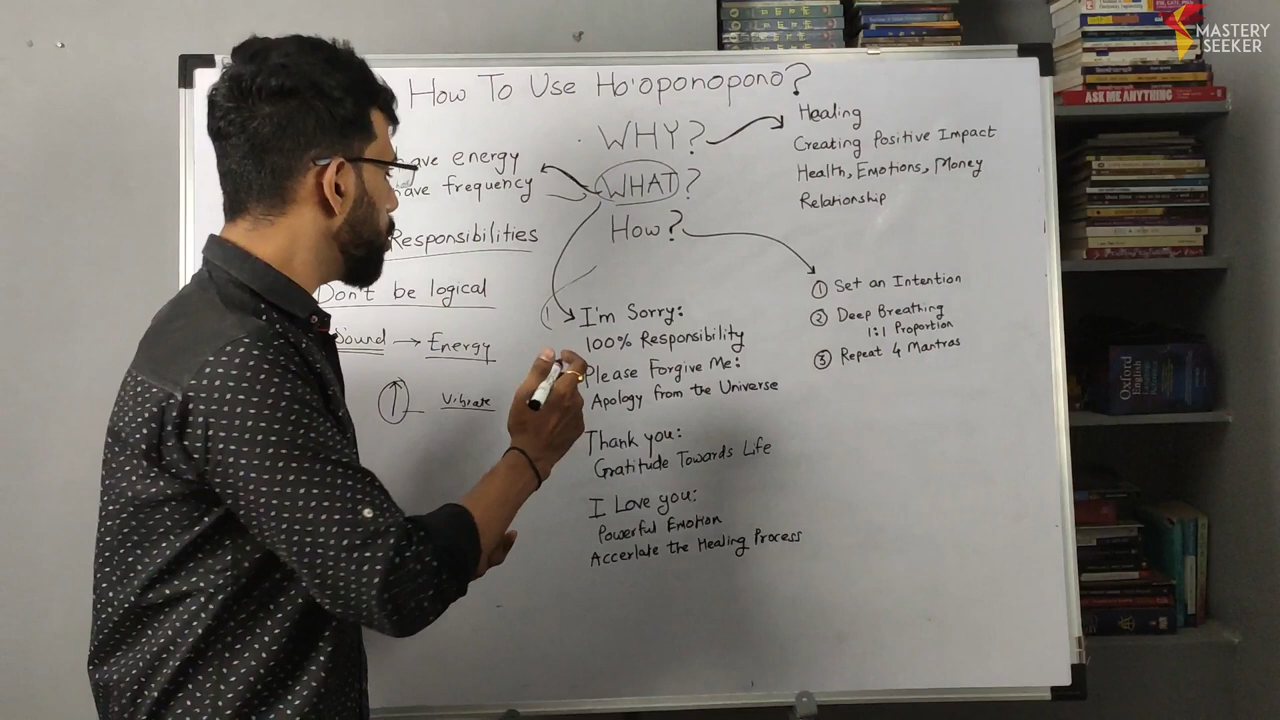 MASTERY
SEEKER
ASK ME ANYTHING
Oxford
English
How To Use Ho'oponopono?
WHY?
Healing
Creating Positive Impact
Health, Emotions, Money
Relationship
WHAT?
ave energy
have frequency
How?
Responsibilities
Don't be logical
Sound → Energy
Vibrate
I'm Sorry:
100% Responsibility
Please Forgive Me:
Apology from the Universe
Thank you:
Gratitude Towards Life
I Love you:
Powerful Emotion
Accerlate the Healing Process
① Set an Intention
② Deep Breathing
1:1 Proportion
③ Repeat 4 Mantras